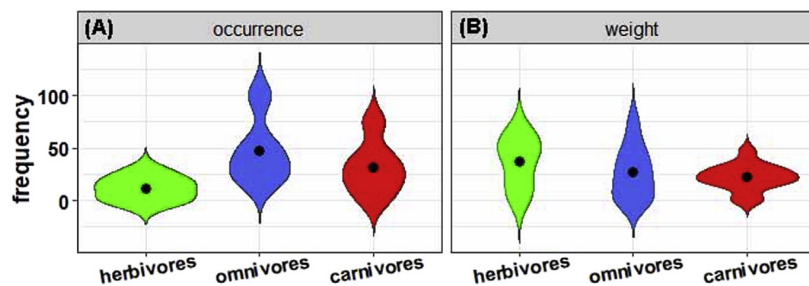 (A) occurrence (B) weight
frequency
100
50
0
herbivores omnivores carnivores herbivores omnivores carnivores